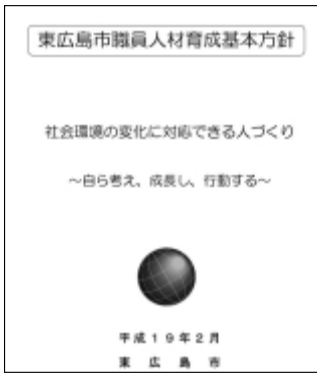 東広島市職員人材育成基本方針
社会環境の変化に対応できる人づくり
～自ら考え、成長し、行動する～
平成１９年２月
東広島市